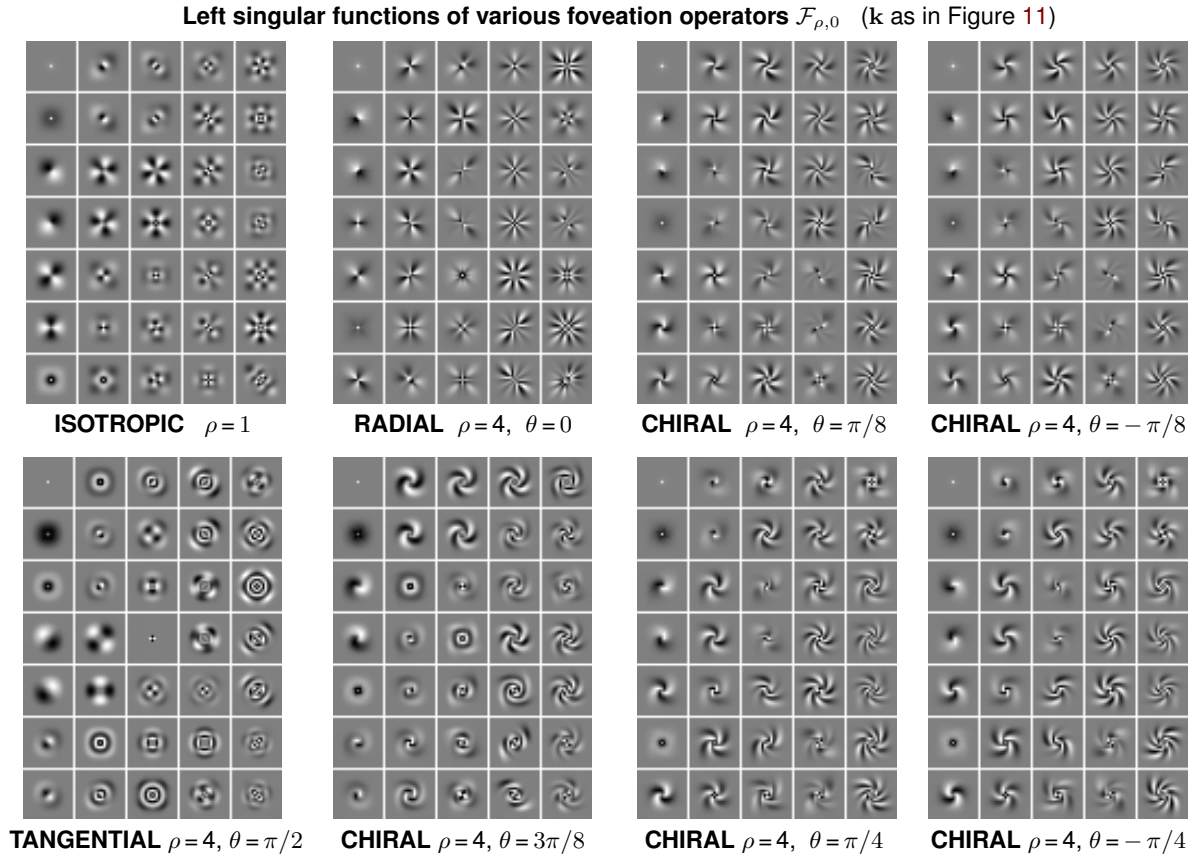 Left singular functions of various foveation operators ℱρ,0 (k as in Figure 11)
ISOTROPIC ρ=1
RADIAL ρ=4, θ=0
CHIRAL ρ=4, θ=π/8
CHIRAL ρ=4, θ=−π/8
TANGENTIAL ρ=4, θ=π/2
CHIRAL ρ=4, θ=3π/8
CHIRAL ρ=4, θ=π/4
CHIRAL ρ=4, θ=−π/4